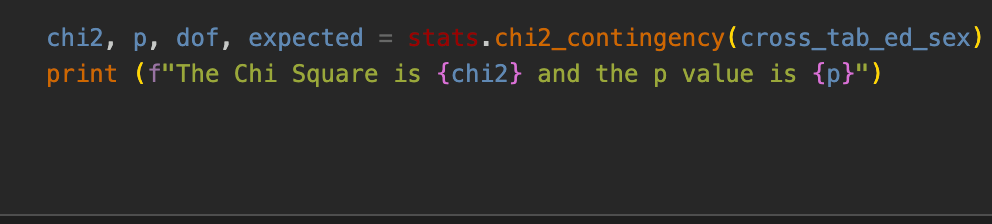 chi2, p, dof, expected = stats.chi2_contingency(cross_tab_ed_sex)
print (f"The Chi Square is {chi2} and the p value is {p}")